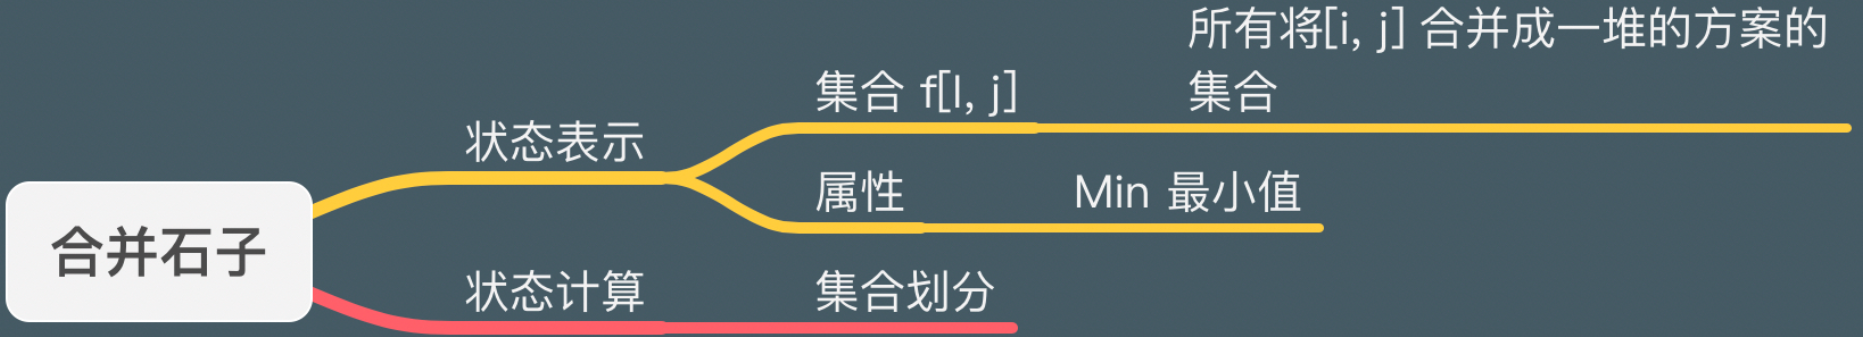 合并石子
状态表示
集合 f[I, j]
所有将[i, j] 合并成一堆的方案的
集合
属性
Min 最小值
状态计算
集合划分